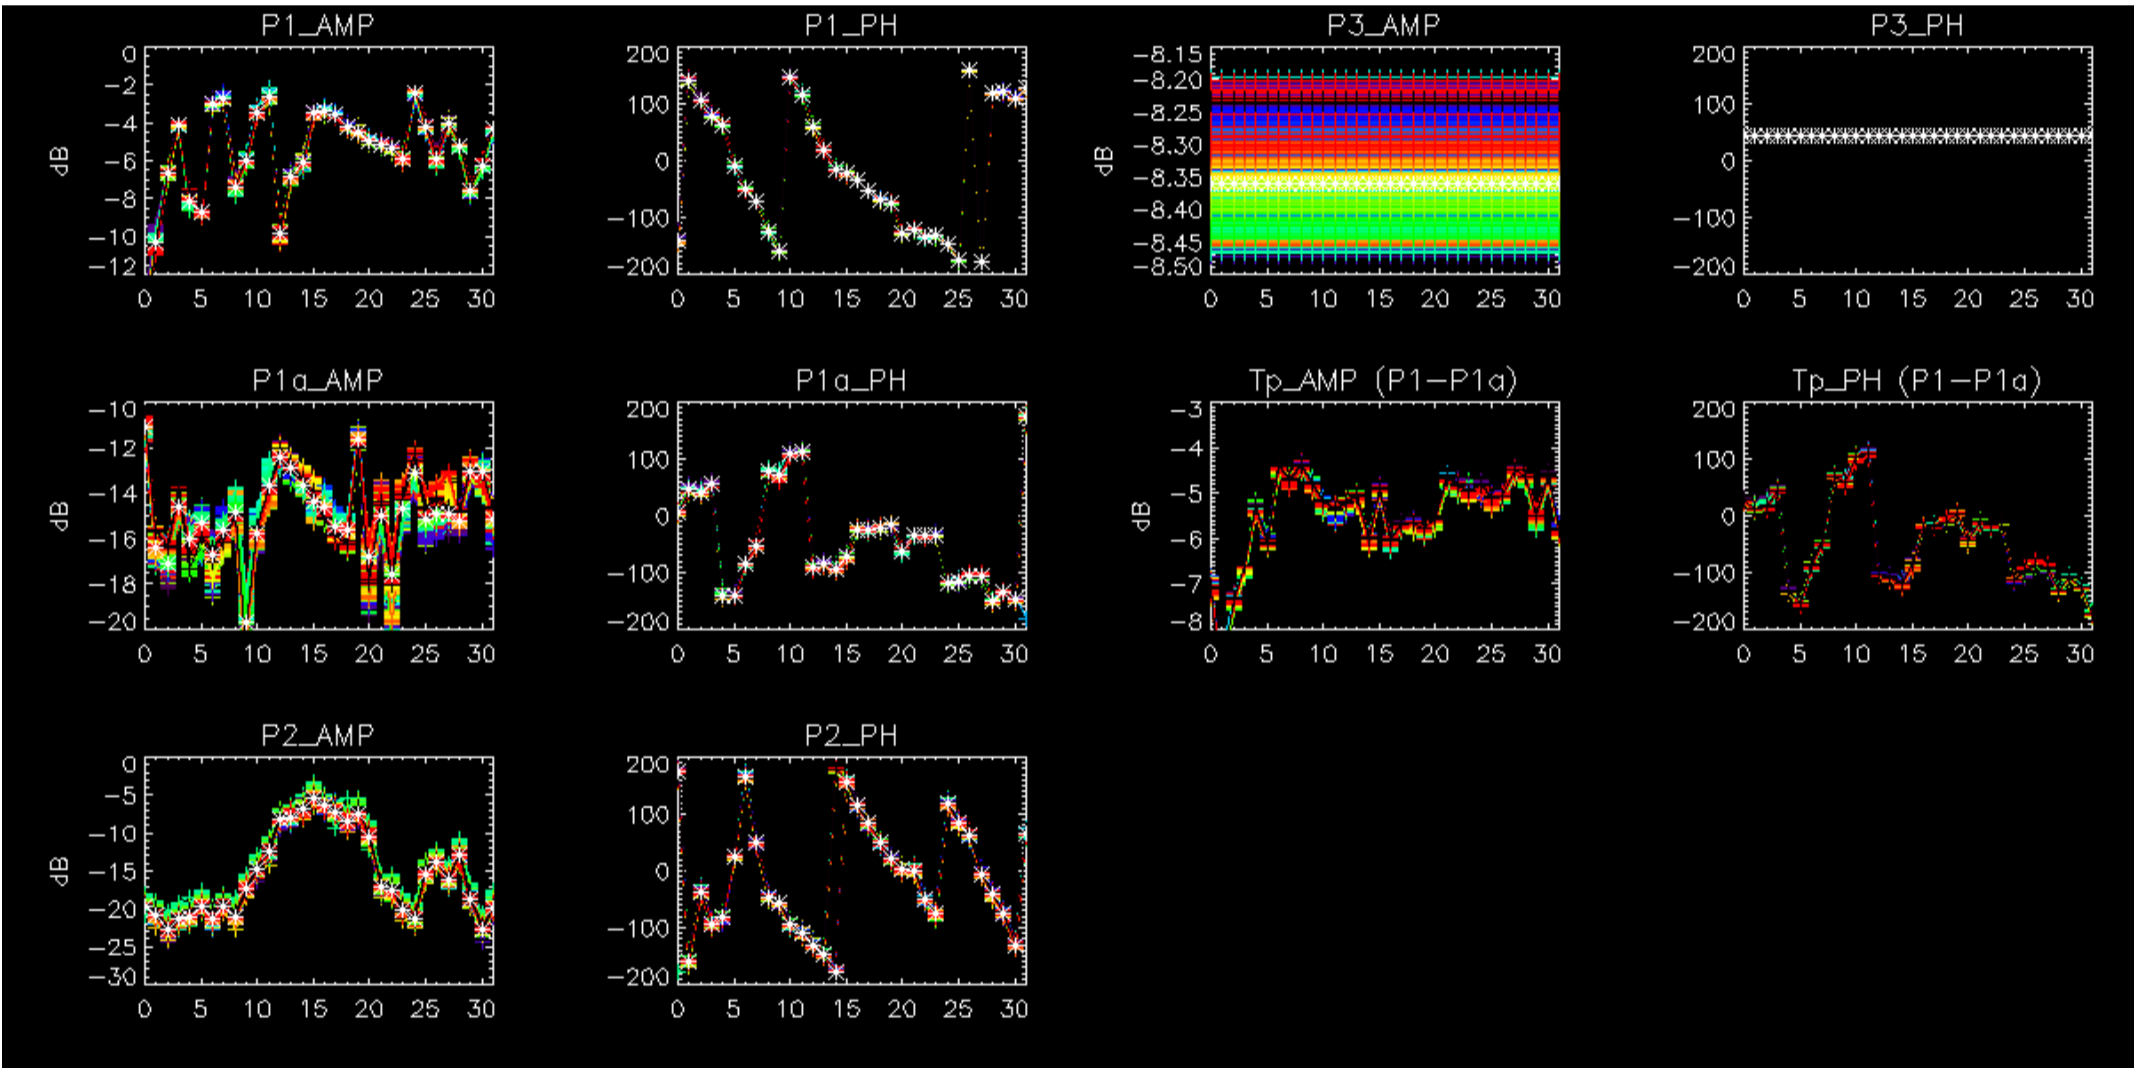 P1_AMP
0
-2
-4
-6
-8
-10
-12
dB
0 5 10 15 20 25 30
P1_PH
200
100
0
-100
-200
0 5 10 15 20 25 30
P3_AMP
-8.15
-8.20
-8.25
-8.30
-8.35
-8.40
-8.45
-8.50
dB
0 5 10 15 20 25 30
P3_PH
200
100
0
-100
-200
0 5 10 15 20 25 30
P1a_AMP
-10
-12
-14
-16
-18
-20
dB
0 5 10 15 20 25 30
P1a_PH
200
100
0
-100
-200
0 5 10 15 20 25 30
Tp_AMP (P1-P1a)
-3
-4
-5
-6
-7
-8
dB
0 5 10 15 20 25 30
Tp_PH (P1-P1a)
200
100
0
-100
-200
0 5 10 15 20 25 30
P2_AMP
0
-5
-10
-15
-20
-25
-30
dB
0 5 10 15 20 25 30
P2_PH
200
100
0
-100
-200
0 5 10 15 20 25 30